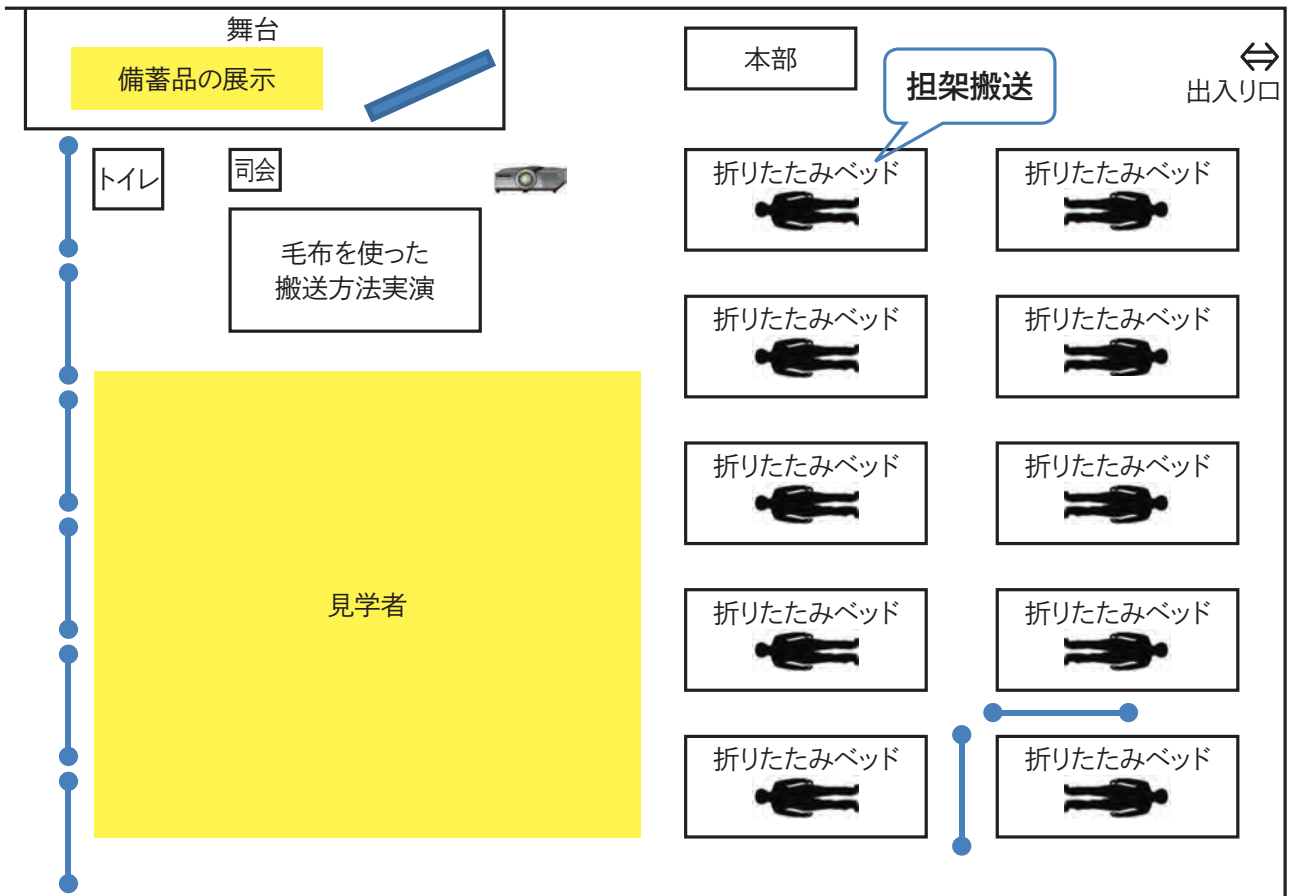 舞台
備蓄品の展示
本部
担架搬送
出入り口
トイレ
司会
毛布を使った
搬送方法実演
見学者
折りたたみベッド
折りたたみベッド
折りたたみベッド
折りたたみベッド
折りたたみベッド
折りたたみベッド
折りたたみベッド
折りたたみベッド
折りたたみベッド
折りたたみベッド